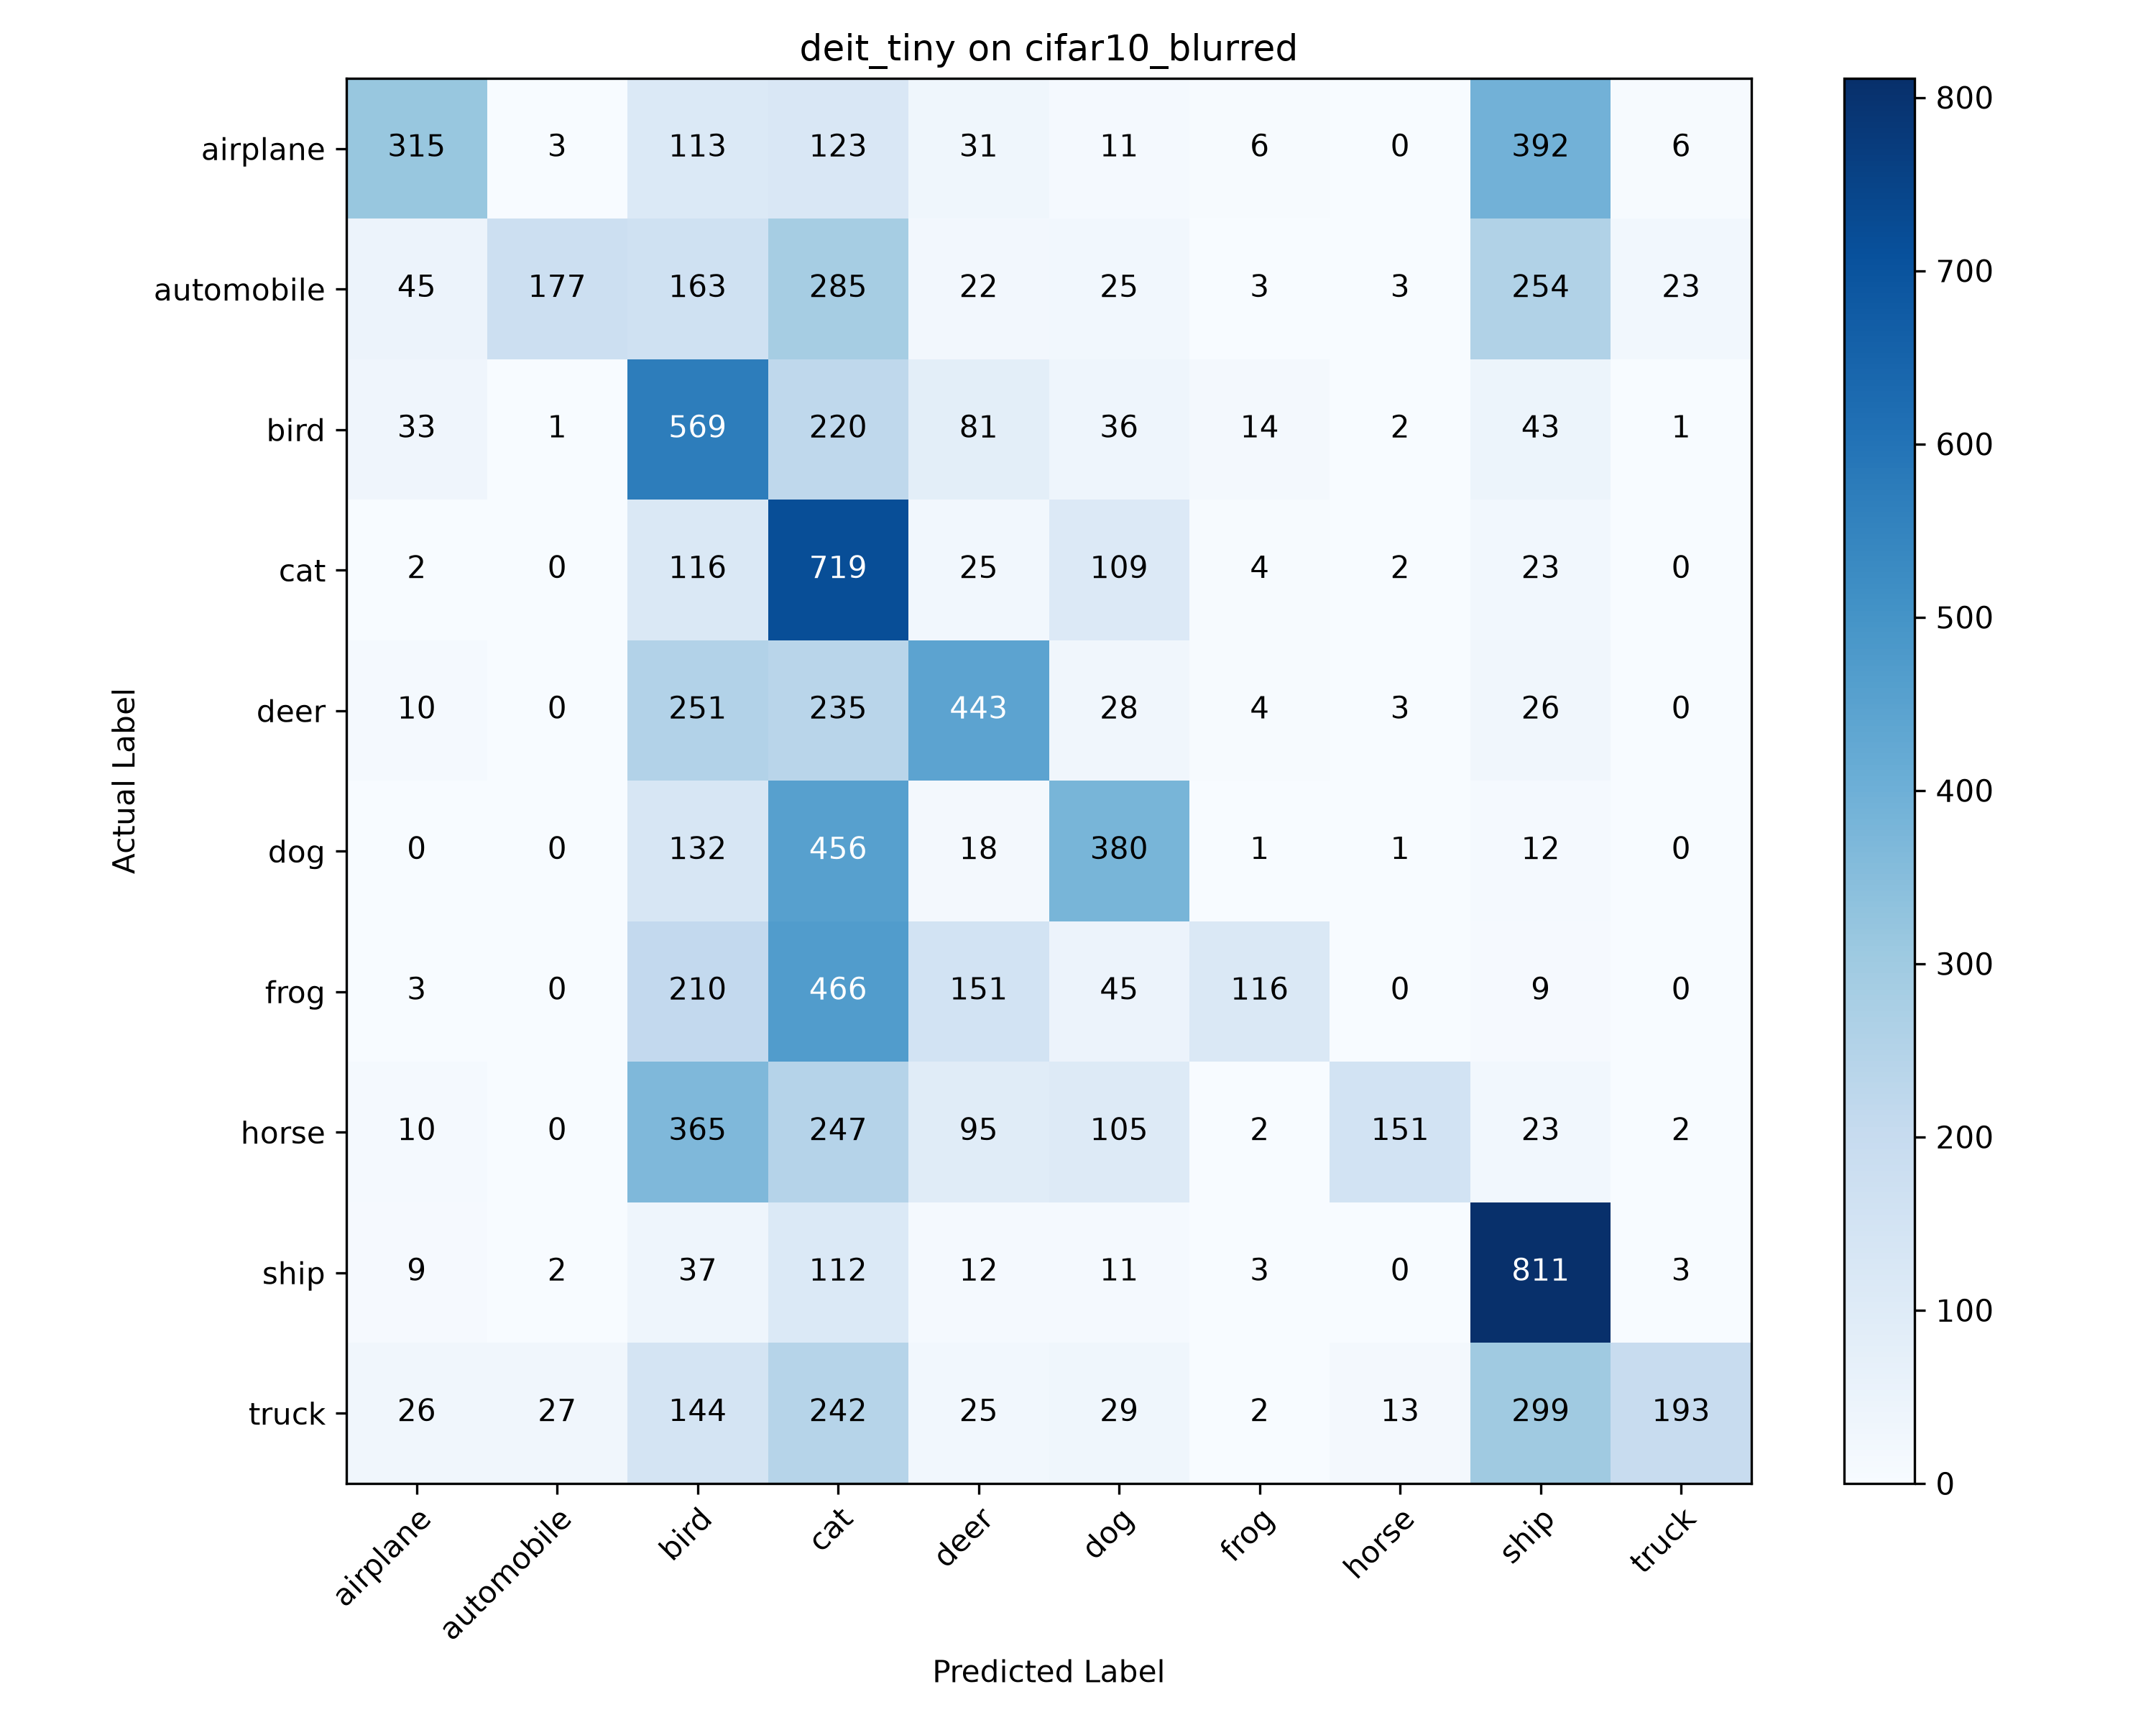 deit_tiny on cifar10_blurred
airplane 315 3 113 123 31 11 6 0 392 6
automobile 45 177 163 285 22 25 3 3 254 23
bird 33 1 569 220 81 36 14 2 43 1
cat 2 0 116 719 25 109 4 2 23 0
deer 10 0 251 235 443 28 4 3 26 0
dog 0 0 132 456 18 380 1 1 12 0
frog 3 0 210 466 151 45 116 0 9 0
horse 10 0 365 247 95 105 2 151 23 2
ship 9 2 37 112 12 11 3 0 811 3
truck 26 27 144 242 25 29 2 13 299 193
airplane automobile bird cat deer dog frog horse ship truck
Predicted Label
Actual Label
800
700
600
500
400
300
200
100
0